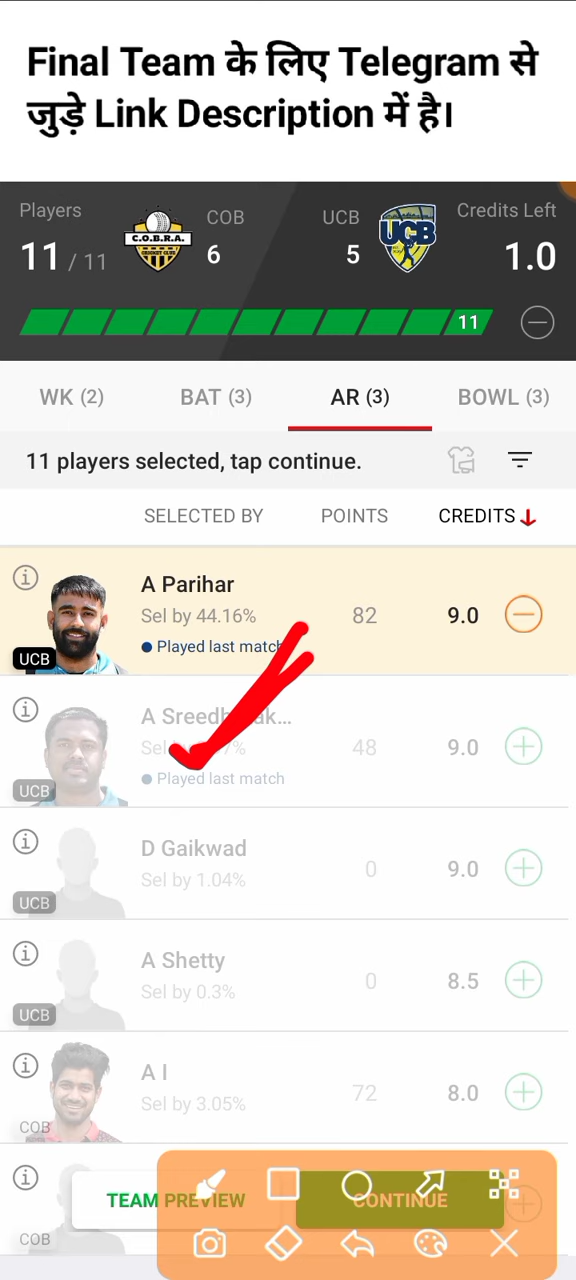 Final Team के लिए Telegram से
जुड़े Link Description में है।
Players COB UCB Credits Left
11 / 11 C.O.B.R.A. CRICKET CLUB 6 5 UCB 1.0
11
WK (2) BAT (3) AR (3) BOWL (3)
11 players selected, tap continue.
SELECTED BY POINTS CREDITS
A Parihar
Sel by 44.16% 82 9.0
Played last match
UCB
48 9.0
Played last match
UCB
D Gaikwad
Sel by 1.04% 0 9.0
UCB
A Shetty
Sel by 0.3% 0 8.5
UCB
A I
Sel by 3.05% 72 8.0
COB
TEAM PREVIEW CONTINUE
COB